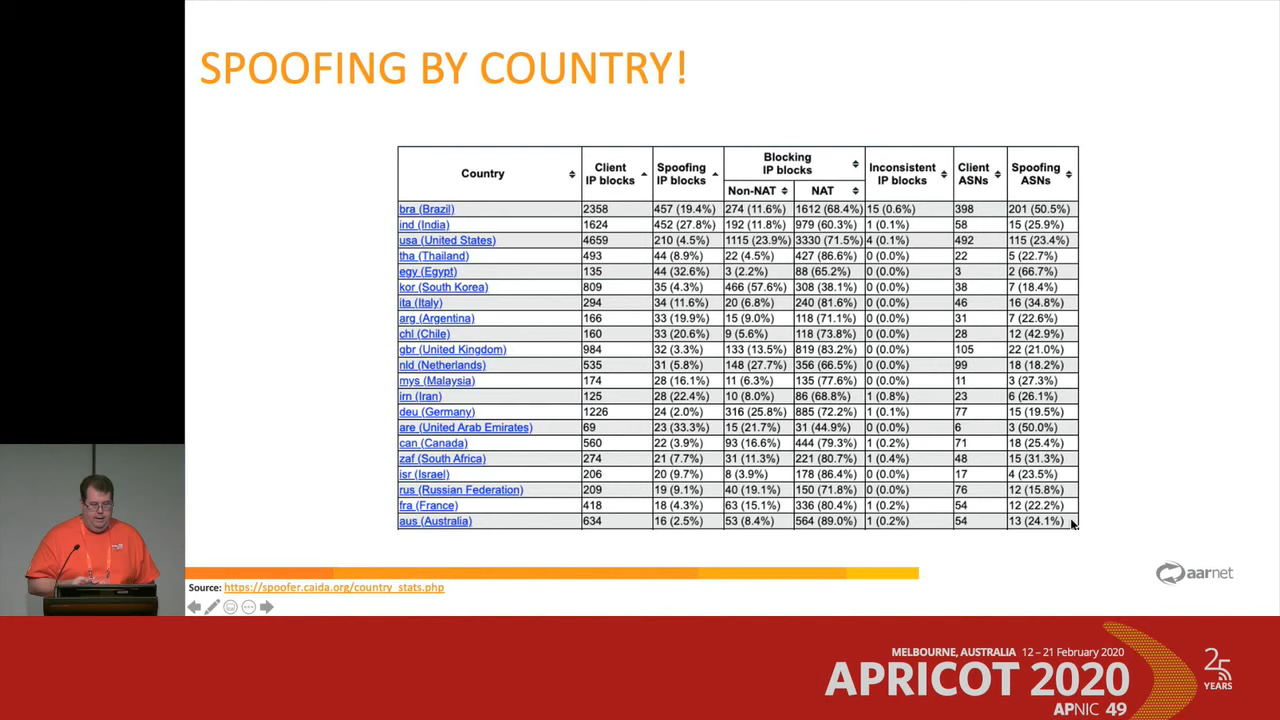 SPOOFING BY COUNTRY!
Country Client IP blocks Spoofing IP blocks Blocking IP blocks Inconsistent IP blocks Client ASNs Spoofing ASNs
Non-NAT NAT
bra (Brazil) 2358 457 (19.4%) 274 (11.6%) 1612 (68.4%) 15 (0.6%) 398 201 (50.5%)
ind (India) 1624 452 (27.8%) 192 (11.8%) 979 (60.3%) 1 (0.1%) 58 15 (25.9%)
usa (United States) 4659 210 (4.5%) 1115 (23.9%) 3330 (71.5%) 4 (0.1%) 492 115 (23.4%)
tha (Thailand) 493 44 (8.9%) 22 (4.5%) 427 (86.6%) 0 (0.0%) 22 5 (22.7%)
egy (Egypt) 135 44 (32.6%) 3 (2.2%) 88 (65.2%) 0 (0.0%) 3 2 (66.7%)
kor (South Korea) 809 35 (4.3%) 466 (57.6%) 308 (38.1%) 0 (0.0%) 38 7 (18.4%)
ita (Italy) 294 34 (11.6%) 20 (6.8%) 240 (81.6%) 0 (0.0%) 46 16 (34.8%)
arg (Argentina) 166 33 (19.9%) 15 (9.0%) 118 (71.1%) 0 (0.0%) 31 7 (22.6%)
chl (Chile) 160 33 (20.6%) 9 (5.6%) 118 (73.8%) 0 (0.0%) 28 12 (42.9%)
gbr (United Kingdom) 984 32 (3.3%) 133 (13.5%) 819 (83.2%) 0 (0.0%) 105 22 (21.0%)
nld (Netherlands) 535 31 (5.8%) 148 (27.7%) 356 (66.5%) 0 (0.0%) 99 18 (18.2%)
mys (Malaysia) 174 28 (16.1%) 11 (6.3%) 135 (77.6%) 0 (0.0%) 11 3 (27.3%)
irn (Iran) 125 28 (22.4%) 10 (8.0%) 86 (68.8%) 1 (0.8%) 23 6 (26.1%)
deu (Germany) 1226 24 (2.0%) 316 (25.8%) 885 (72.2%) 1 (0.1%) 77 15 (19.5%)
are (United Arab Emirates) 69 23 (33.3%) 15 (21.7%) 31 (44.9%) 0 (0.0%) 6 3 (50.0%)
can (Canada) 560 22 (3.9%) 93 (16.6%) 444 (79.3%) 1 (0.2%) 71 18 (25.4%)
zaf (South Africa) 274 21 (7.7%) 31 (11.3%) 221 (80.7%) 1 (0.4%) 48 15 (31.3%)
isr (Israel) 206 20 (9.7%) 8 (3.9%) 178 (86.4%) 0 (0.0%) 17 4 (23.5%)
rus (Russian Federation) 209 19 (9.1%) 40 (19.1%) 150 (71.8%) 0 (0.0%) 76 12 (15.8%)
fra (France) 418 18 (4.3%) 63 (15.1%) 336 (80.4%) 1 (0.2%) 54 12 (22.2%)
aus (Australia) 634 16 (2.5%) 53 (8.4%) 564 (89.0%) 1 (0.2%) 54 13 (24.1%)
aarnet
Source: https://spoofer.caida.org/country_stats.php
MELBOURNE, AUSTRALIA 12 – 21 February 2020
APRICOT 2020
APNIC 49
25
YEARS